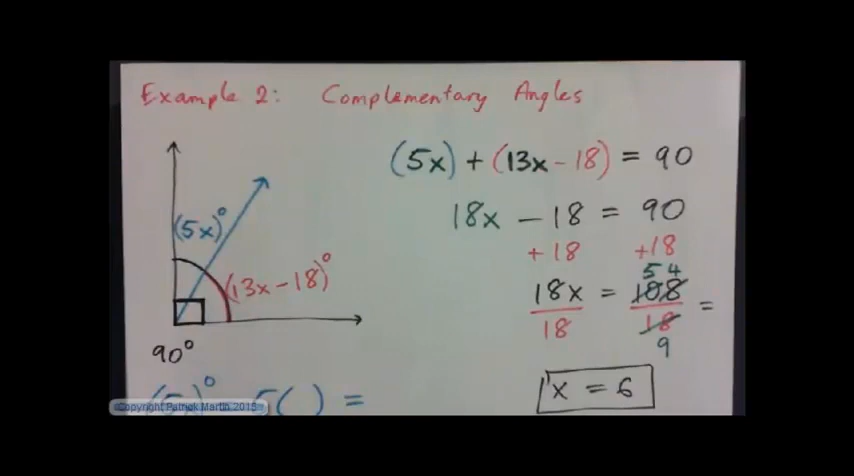 Example 2: Complementary Angles
(5x) + (13x - 18) = 90
18x - 18 = 90
+ 18 +18
(5x)°
(13x - 18)°
54
18x = 108 =
18 18
9
90°
x = 6
(5x)° 5( ) =
Copyright Patrick Martin 2015